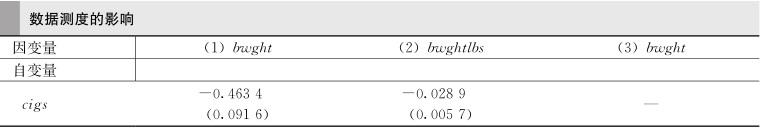 数据测度的影响
因变量 (1) bwght (2) bwghtlbs (3) bwght
自变量
cigs −0.463 4 −0.028 9 —
(0.091 6) (0.005 7)